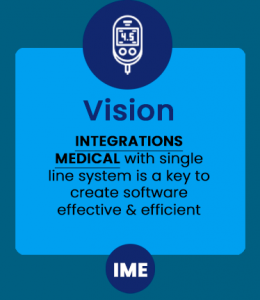 4.5
Vision
INTEGRATIONS
MEDICAL with single
line system is a key to
create software
effective & efficient
IME